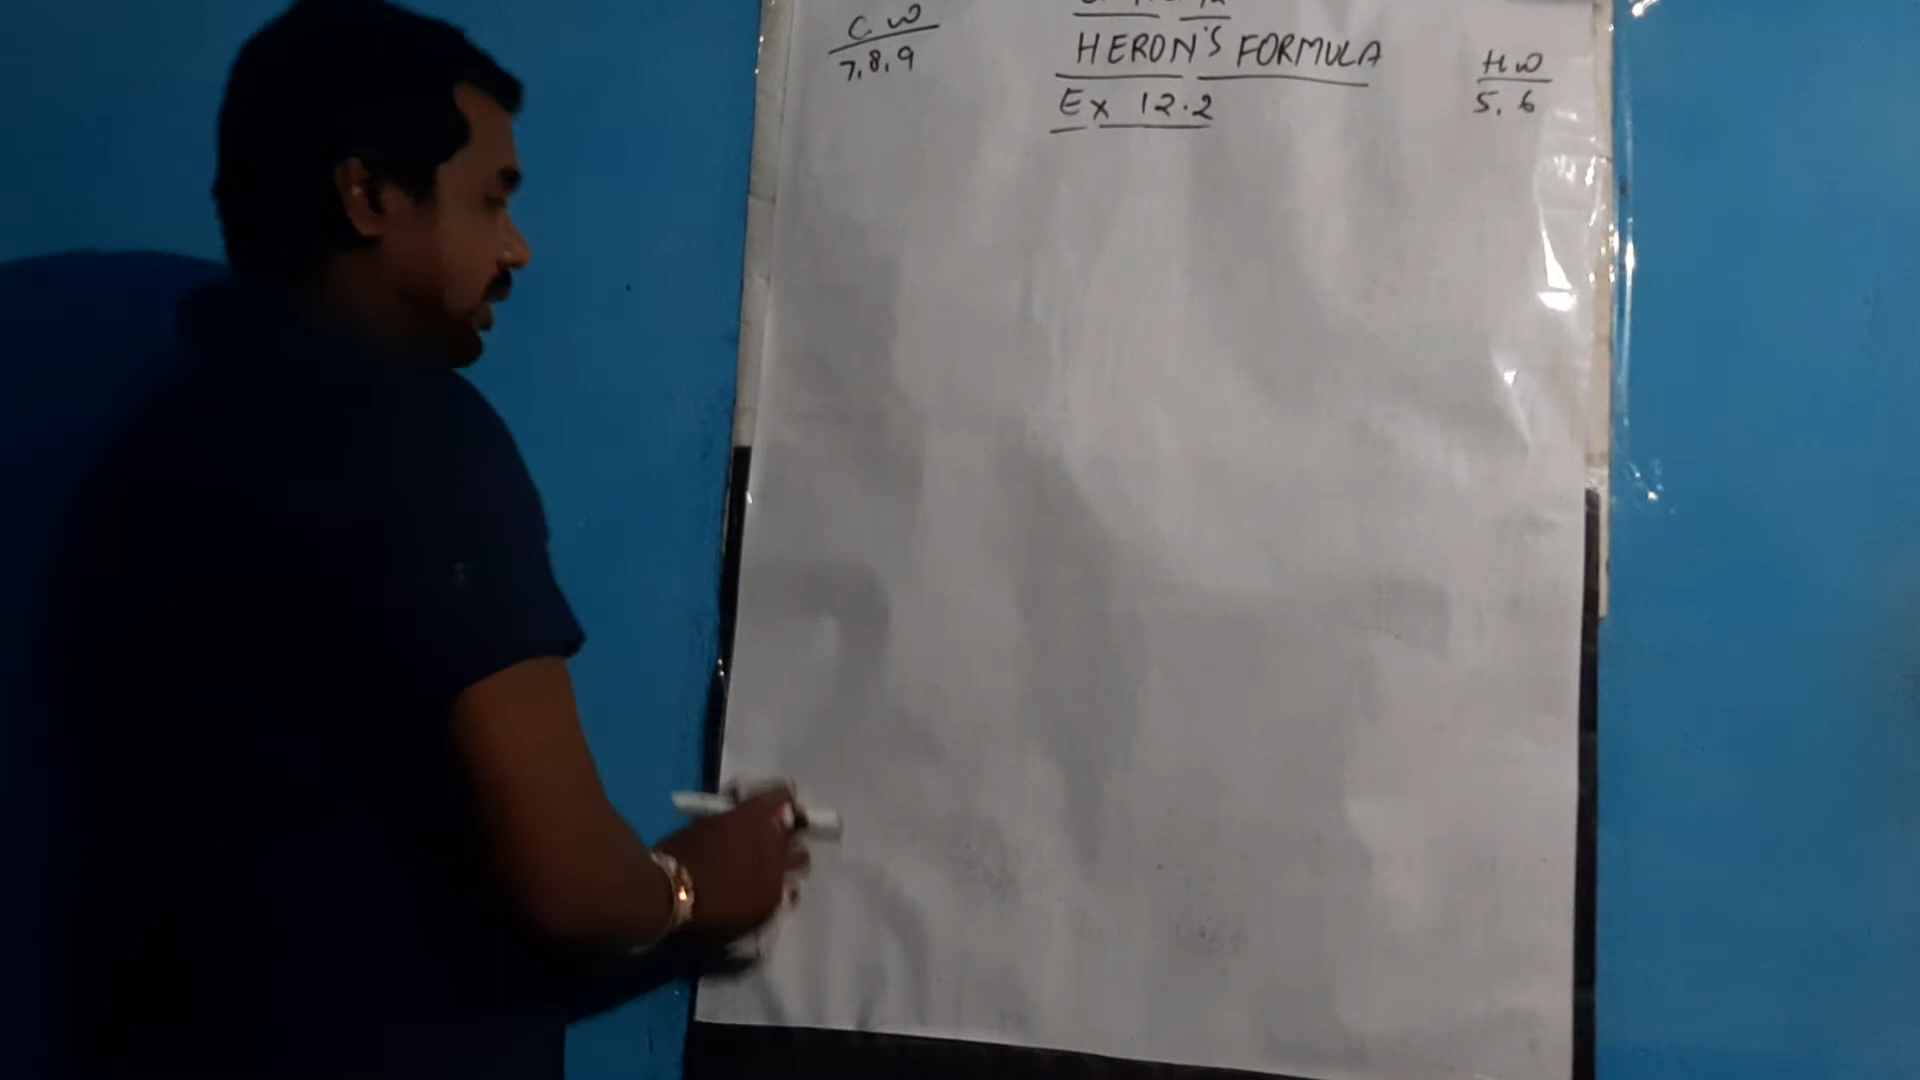 C W
7, 8, 9
HERON'S FORMULA
Ex 12.2
H W
5, 6